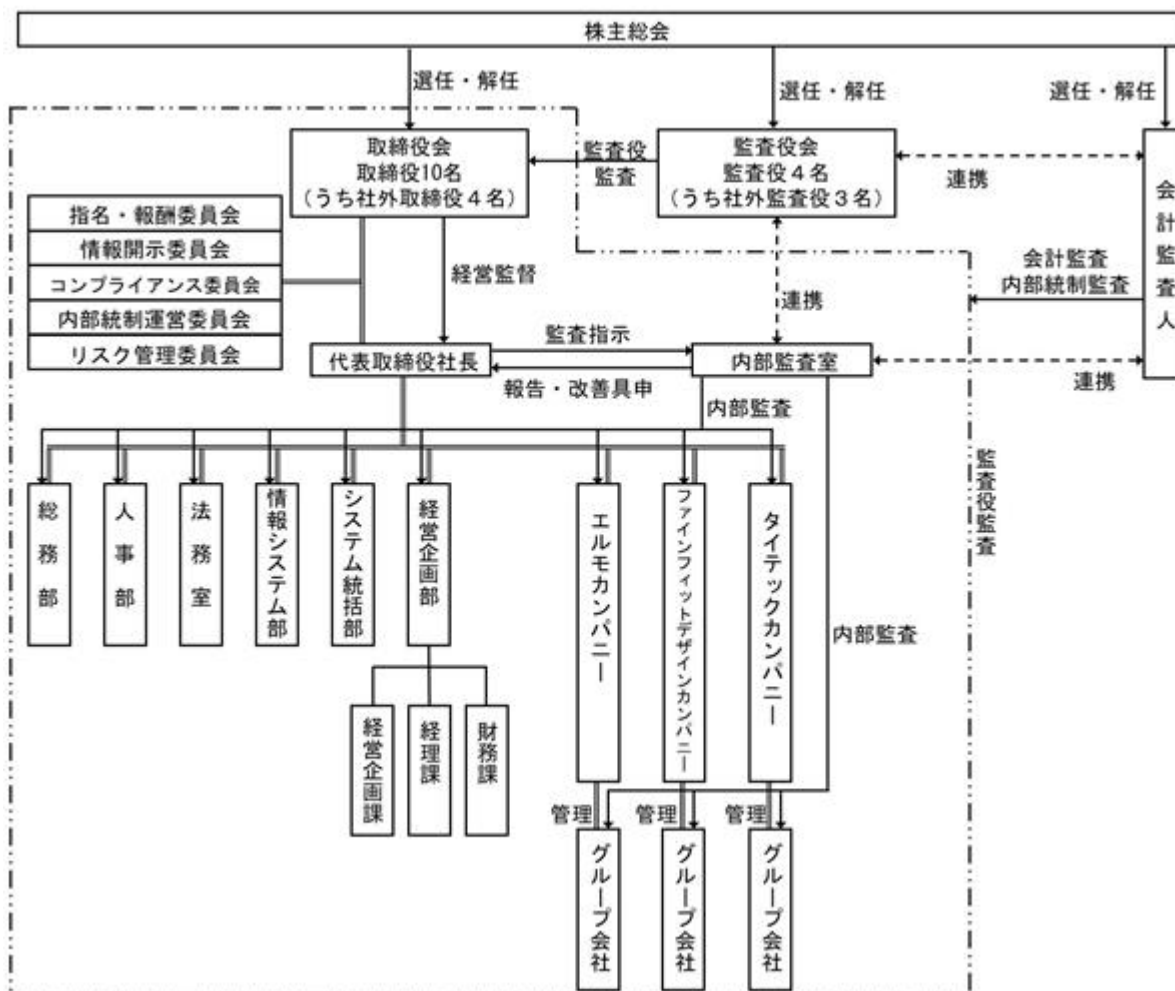 株主総会
選任・解任
選任・解任
選任・解任
取締役会
取締役10名
（うち社外取締役４名）
監査役
監査
監査役会
監査役４名
（うち社外監査役３名）
連携
会計監査人
指名・報酬委員会
情報開示委員会
コンプライアンス委員会
内部統制運営委員会
リスク管理委員会
経営監督
連携
会計監査
内部統制監査
代表取締役社長
監査指示
報告・改善具申
内部監査室
連携
内部監査
監査役監査
総務部
人事部
法務室
情報システム部
システム統括部
経営企画部
エルモカンパニー
ファインフィットデザインカンパニー
タイテックカンパニー
内部監査
経営企画課
経理課
財務課
管理
管理
管理
グループ会社
グループ会社
グループ会社